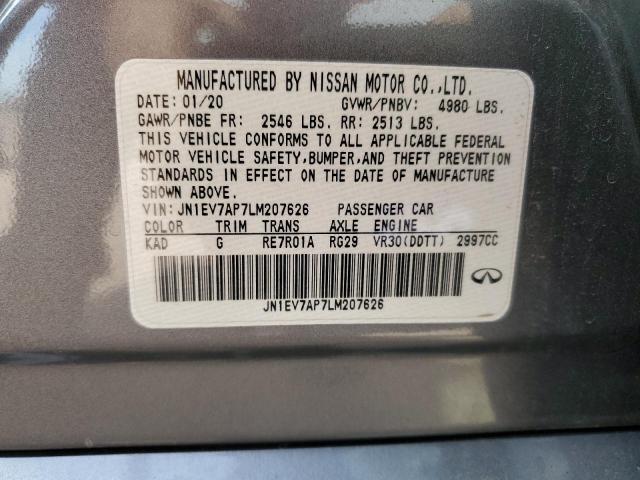 MANUFACTURED BY NISSAN MOTOR CO.,LTD.
DATE: 01/20 GVWR/PNBV: 4980 LBS.
GAWR/PNBE FR: 2546 LBS. RR: 2513 LBS.
THIS VEHICLE CONFORMS TO ALL APPLICABLE FEDERAL
MOTOR VEHICLE SAFETY,BUMPER,AND THEFT PREVENTION
STANDARDS IN EFFECT ON THE DATE OF MANUFACTURE
SHOWN ABOVE.
VIN: JN1EV7AP7LM207626 PASSENGER CAR
COLOR TRIM TRANS AXLE ENGINE
KAD G RE7R01A RG29 VR30(DDTT) 2997CC
JN1EV7AP7LM207626